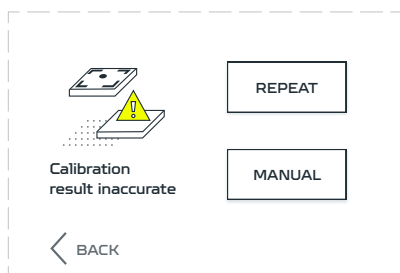 REPEAT
Calibration
result inaccurate
MANUAL
BACK